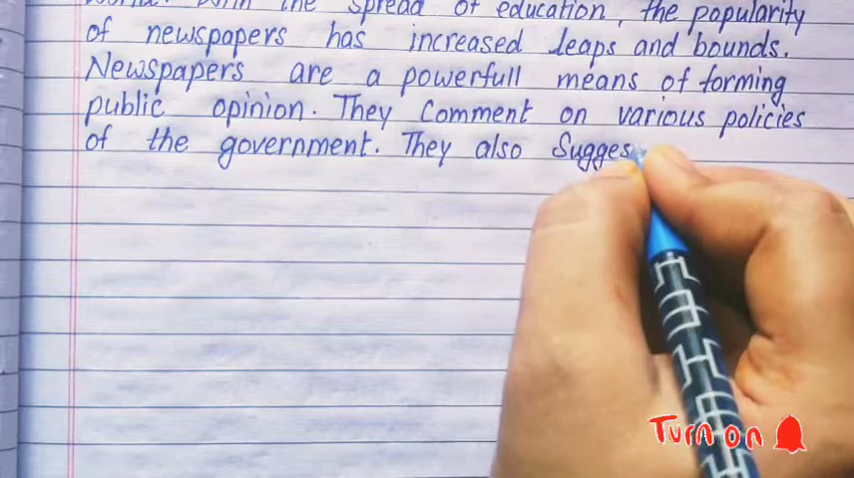 world. With the spread of education, the popularity
of newspapers has increased leaps and bounds.
Newspapers are a powerfull means of forming
public opinion. They Comment on various policies
of the government. They also Sugges
Turn on